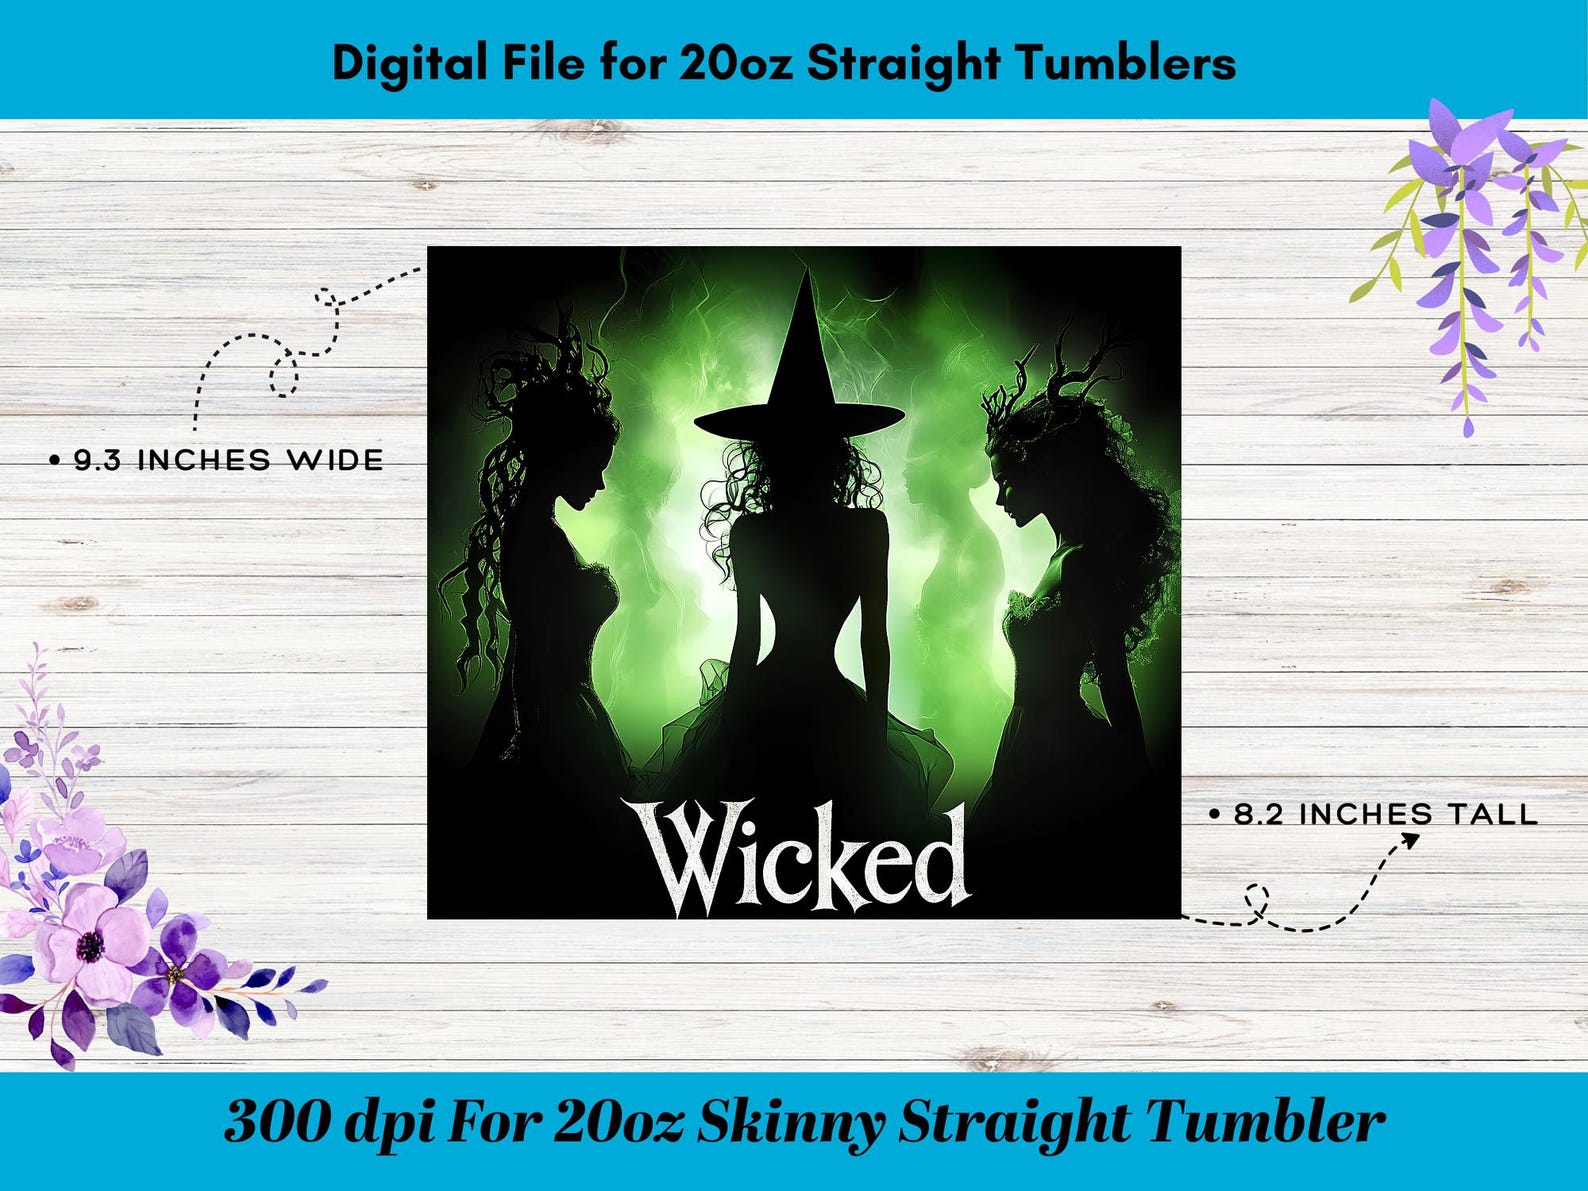 Digital File for 20oz Straight Tumblers
• 9.3 INCHES WIDE
• 8.2 INCHES TALL
Wicked
300 dpi For 20oz Skinny Straight Tumbler